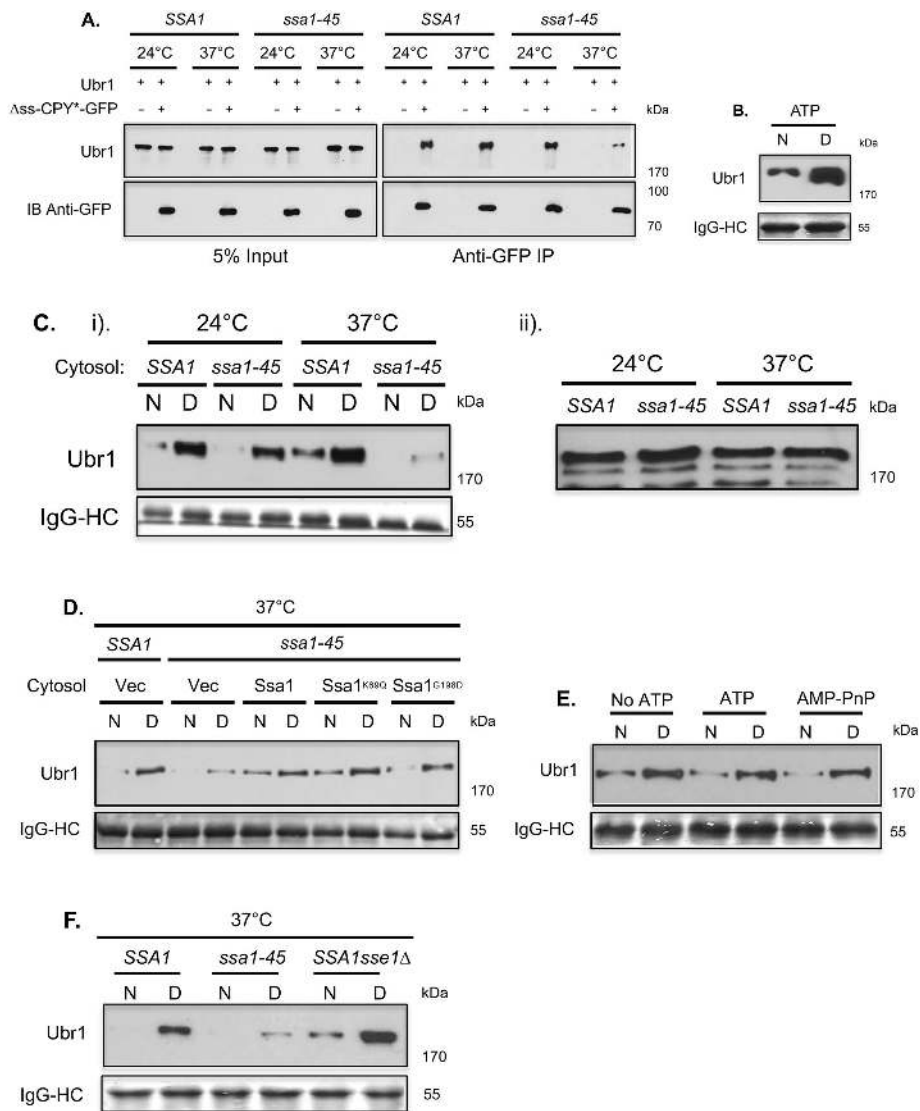 A.
SSA1 ssa1-45 SSA1 ssa1-45
24°C 37°C 24°C 37°C 24°C 37°C 24°C 37°C
Ubr1 + + + + + + + + + + + + + + + +
Δss-CPY*-GFP - + - + - + - + - + - + - + - + kDa
Ubr1
170
IB Anti-GFP
100
70
5% Input Anti-GFP IP
B.
ATP
N D kDa
Ubr1
170
IgG-HC 55
C. i).
24°C 37°C
Cytosol: SSA1 ssa1-45 SSA1 ssa1-45
N D N D N D N D kDa
Ubr1
170
IgG-HC 55
ii).
24°C 37°C
SSA1 ssa1-45 SSA1 ssa1-45 kDa
170
D.
37°C
SSA1 ssa1-45
Cytosol Vec Vec Ssa1 Ssa1K69Q Ssa1G198D
N D N D N D N D N D kDa
Ubr1
170
IgG-HC 55
E.
No ATP ATP AMP-PnP
N D N D N D kDa
Ubr1
170
IgG-HC 55
F.
37°C
SSA1 ssa1-45 SSA1sse1Δ
N D N D N D kDa
Ubr1
170
IgG-HC 55